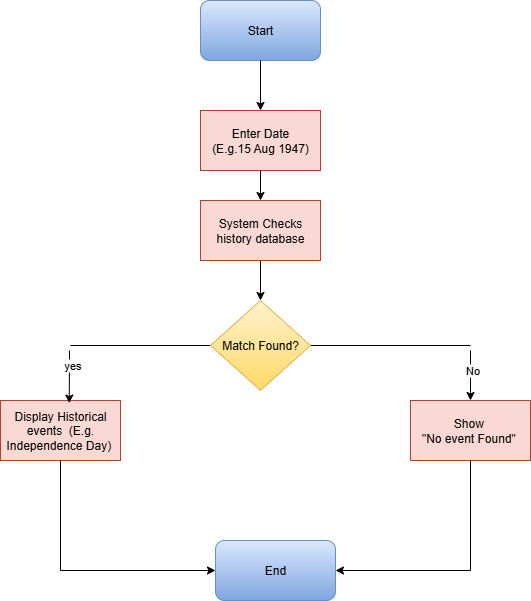 Start
Enter Date
(E.g.15 Aug 1947)
System Checks
history database
Match Found?
yes
No
Display Historical
events  (E.g.
Independence Day)
Show
"No event Found"
End